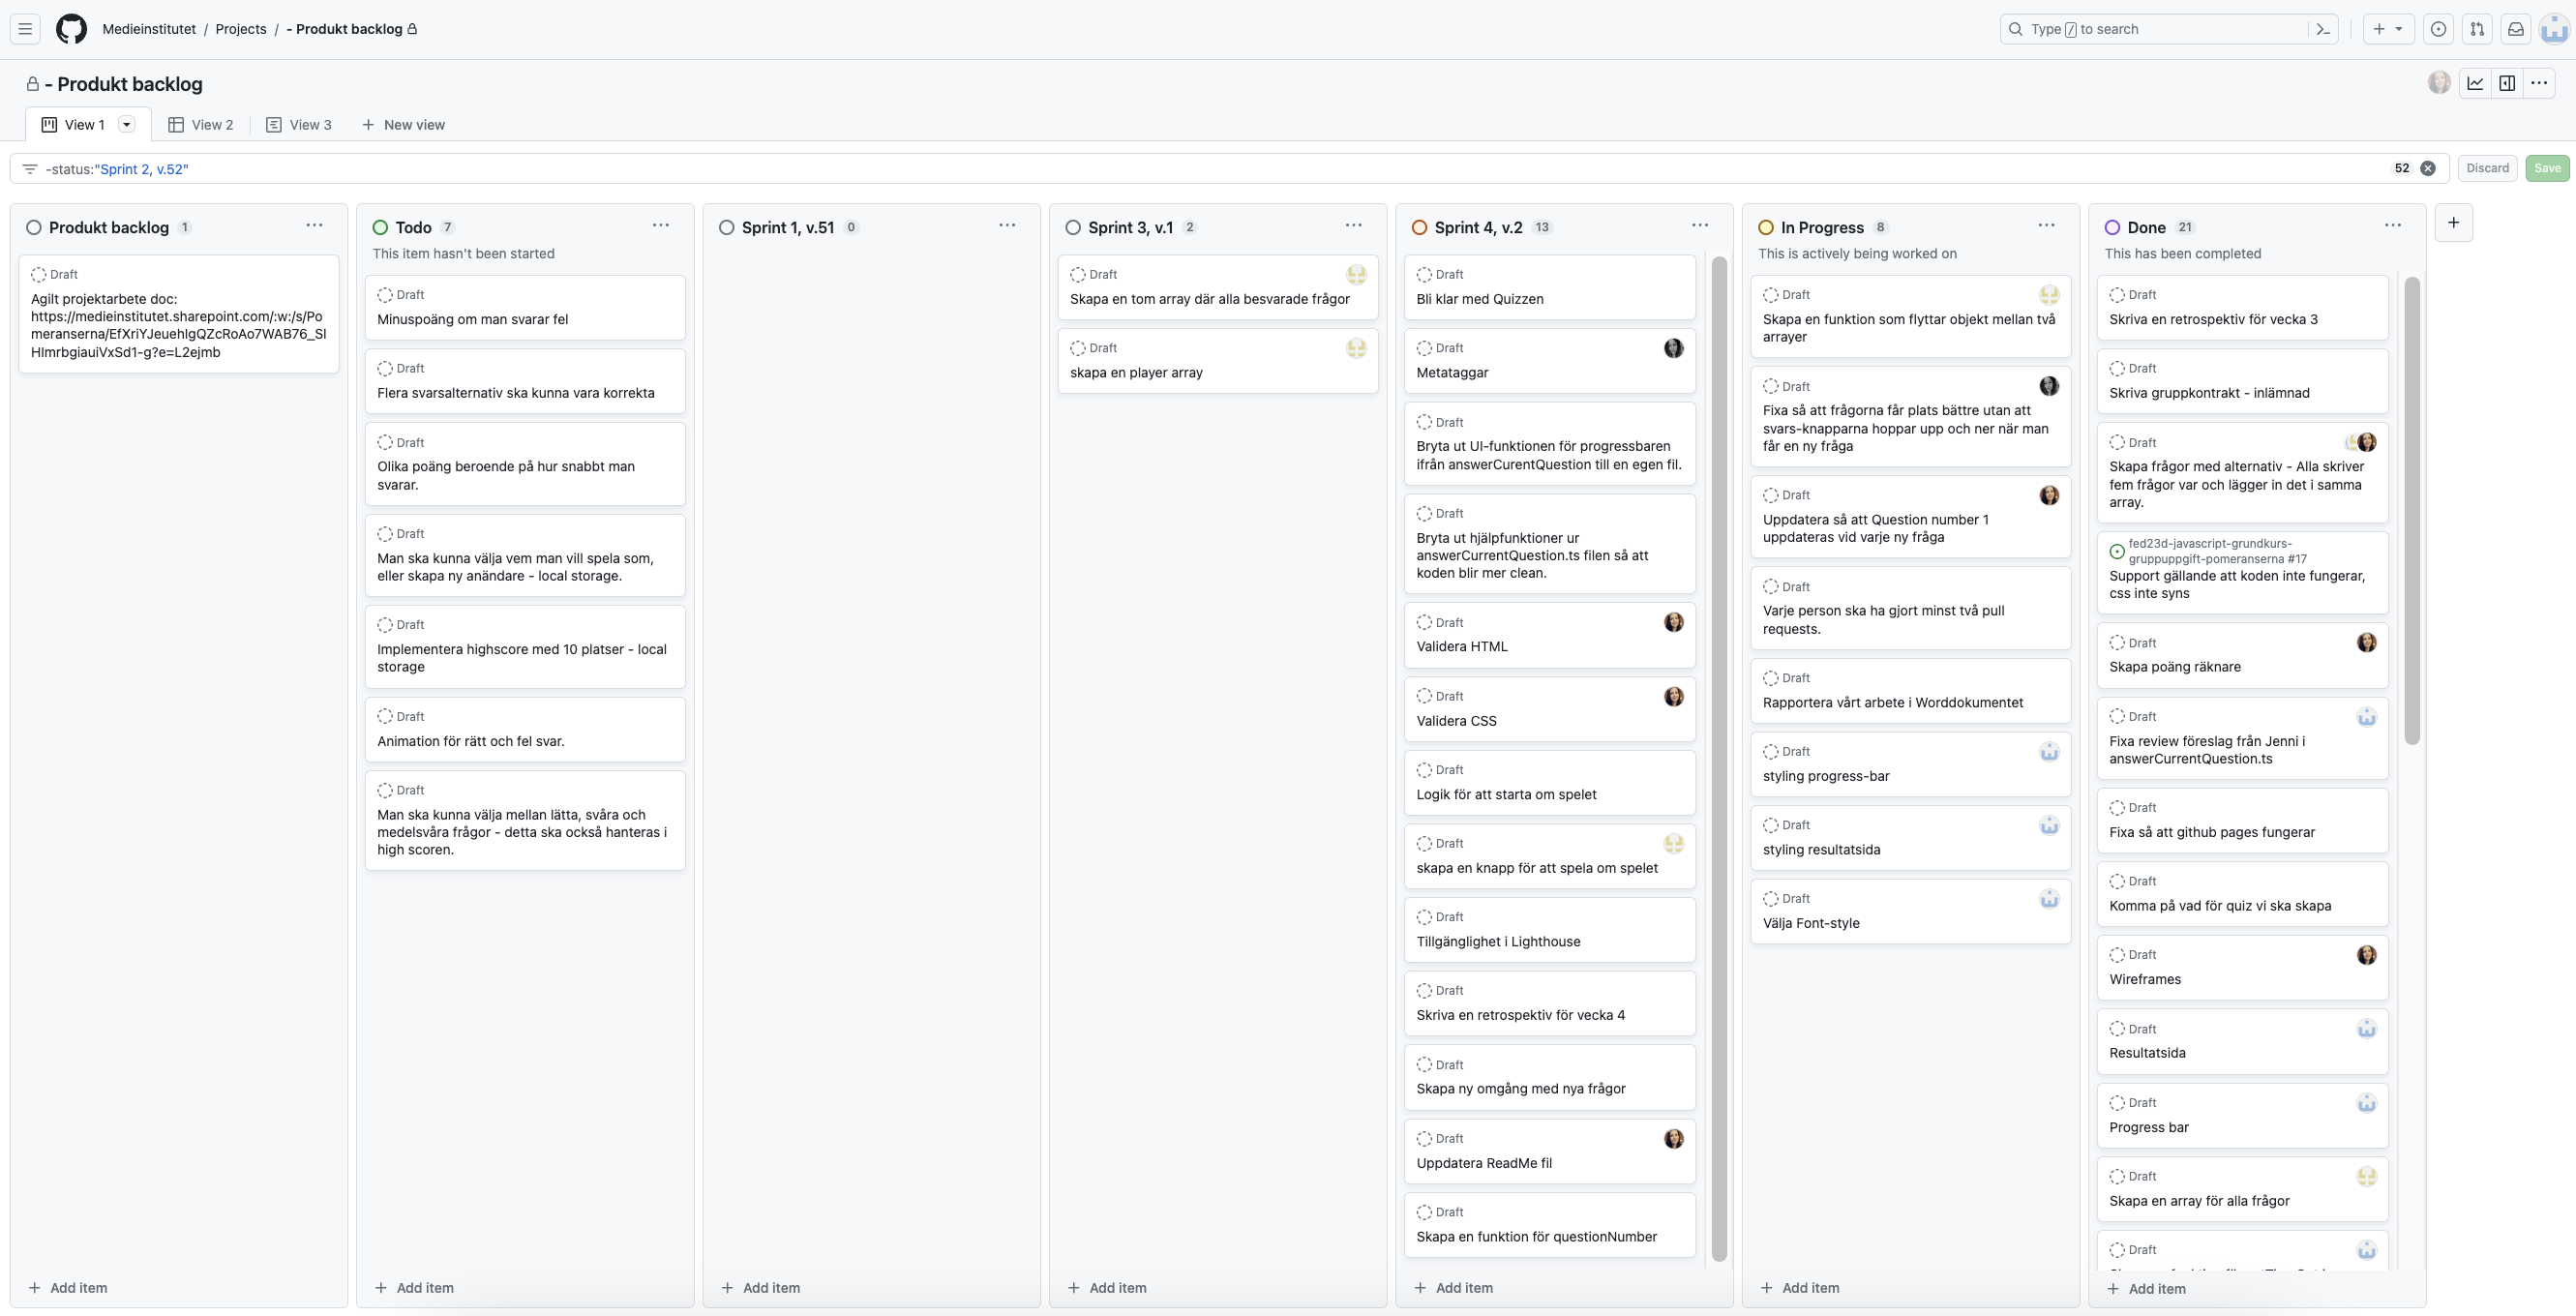 Medieinstitutet / Projects / - Produkt backlog
Type / to search
- Produkt backlog
View 1
View 2
View 3
New view
-status:"Sprint 2, v.52"
52
Discard
Save
Produkt backlog 1
Draft
Agilt projektarbete doc:
https://medieinstitutet.sharepoint.com/:w:/s/Po
meranserna/EfXriYJeuehIgQZcRoAo7WAB76_SI
HImrbgiauiVxSd1-g?e=L2ejmb
Add item
Todo 7
This item hasn't been started
Draft
Minuspoäng om man svarar fel
Draft
Flera svarsalternativ ska kunna vara korrekta
Draft
Olika poäng beroende på hur snabbt man
svarar.
Draft
Man ska kunna välja vem man vill spela som,
eller skapa ny anändare - local storage.
Draft
Implementera highscore med 10 platser - local
storage
Draft
Animation för rätt och fel svar.
Draft
Man ska kunna välja mellan lätta, svåra och
medelsvåra frågor - detta ska också hanteras i
high scoren.
Add item
Sprint 1, v.51 0
Add item
Sprint 3, v.1 2
Draft
Skapa en tom array där alla besvarade frågor
Draft
skapa en player array
Add item
Sprint 4, v.2 13
Draft
Bli klar med Quizzen
Draft
Metataggar
Draft
Bryta ut UI-funktionen för progressbaren
ifrån answerCurentQuestion till en egen fil.
Draft
Bryta ut hjälpfunktioner ur
answerCurrentQuestion.ts filen så att
koden blir mer clean.
Draft
Validera HTML
Draft
Validera CSS
Draft
Logik för att starta om spelet
Draft
skapa en knapp för att spela om spelet
Draft
Tillgänglighet i Lighthouse
Draft
Skriva en retrospektiv för vecka 4
Draft
Skapa ny omgång med nya frågor
Draft
Uppdatera ReadMe fil
Draft
Skapa en funktion för questionNumber
Add item
In Progress 8
This is actively being worked on
Draft
Skapa en funktion som flyttar objekt mellan två
arrayer
Draft
Fixa så att frågorna får plats bättre utan att
svars-knapparna hoppar upp och ner när man
får en ny fråga
Draft
Uppdatera så att Question number 1
uppdateras vid varje ny fråga
Draft
Varje person ska ha gjort minst två pull
requests.
Draft
Rapportera vårt arbete i Worddokumentet
Draft
styling progress-bar
Draft
styling resultatsida
Draft
Välja Font-style
Add item
Done 21
This has been completed
Draft
Skriva en retrospektiv för vecka 3
Draft
Skriva gruppkontrakt - inlämnad
Draft
Skapa frågor med alternativ - Alla skriver
fem frågor var och lägger in det i samma
array.
fed23d-javascript-grundkurs-
gruppuppgift-pomeranserna #17
Support gällande att koden inte fungerar,
css inte syns
Draft
Skapa poäng räknare
Draft
Fixa review föreslag från Jenni i
answerCurrentQuestion.ts
Draft
Fixa så att github pages fungerar
Draft
Komma på vad för quiz vi ska skapa
Draft
Wireframes
Draft
Resultatsida
Draft
Progress bar
Draft
Skapa en array för alla frågor
Draft
Add item